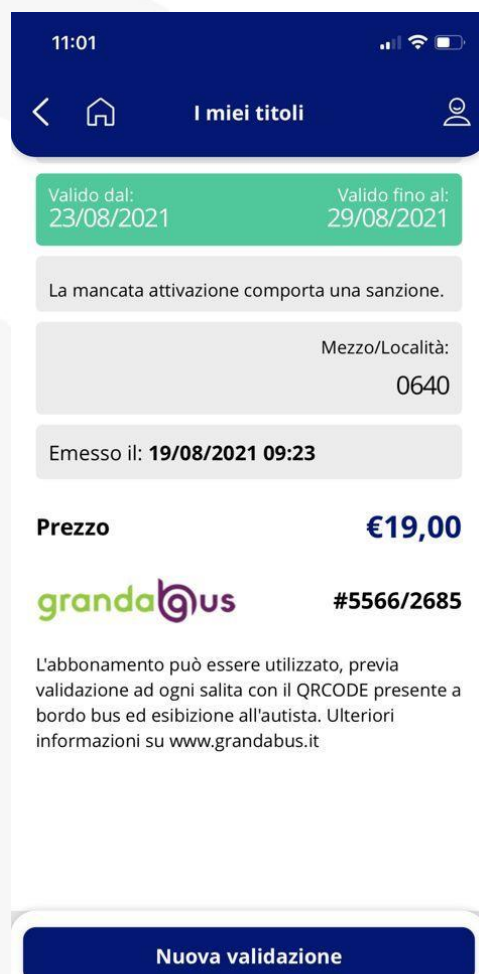 11:01
I miei titoli
Valido dal: Valido fino al:
23/08/2021 29/08/2021
La mancata attivazione comporta una sanzione.
Mezzo/Località:
0640
Emesso il: 19/08/2021 09:23
Prezzo €19,00
grandabus #5566/2685
L'abbonamento può essere utilizzato, previa
validazione ad ogni salita con il QRCODE presente a
bordo bus ed esibizione all'autista. Ulteriori
informazioni su www.grandabus.it
Nuova validazione